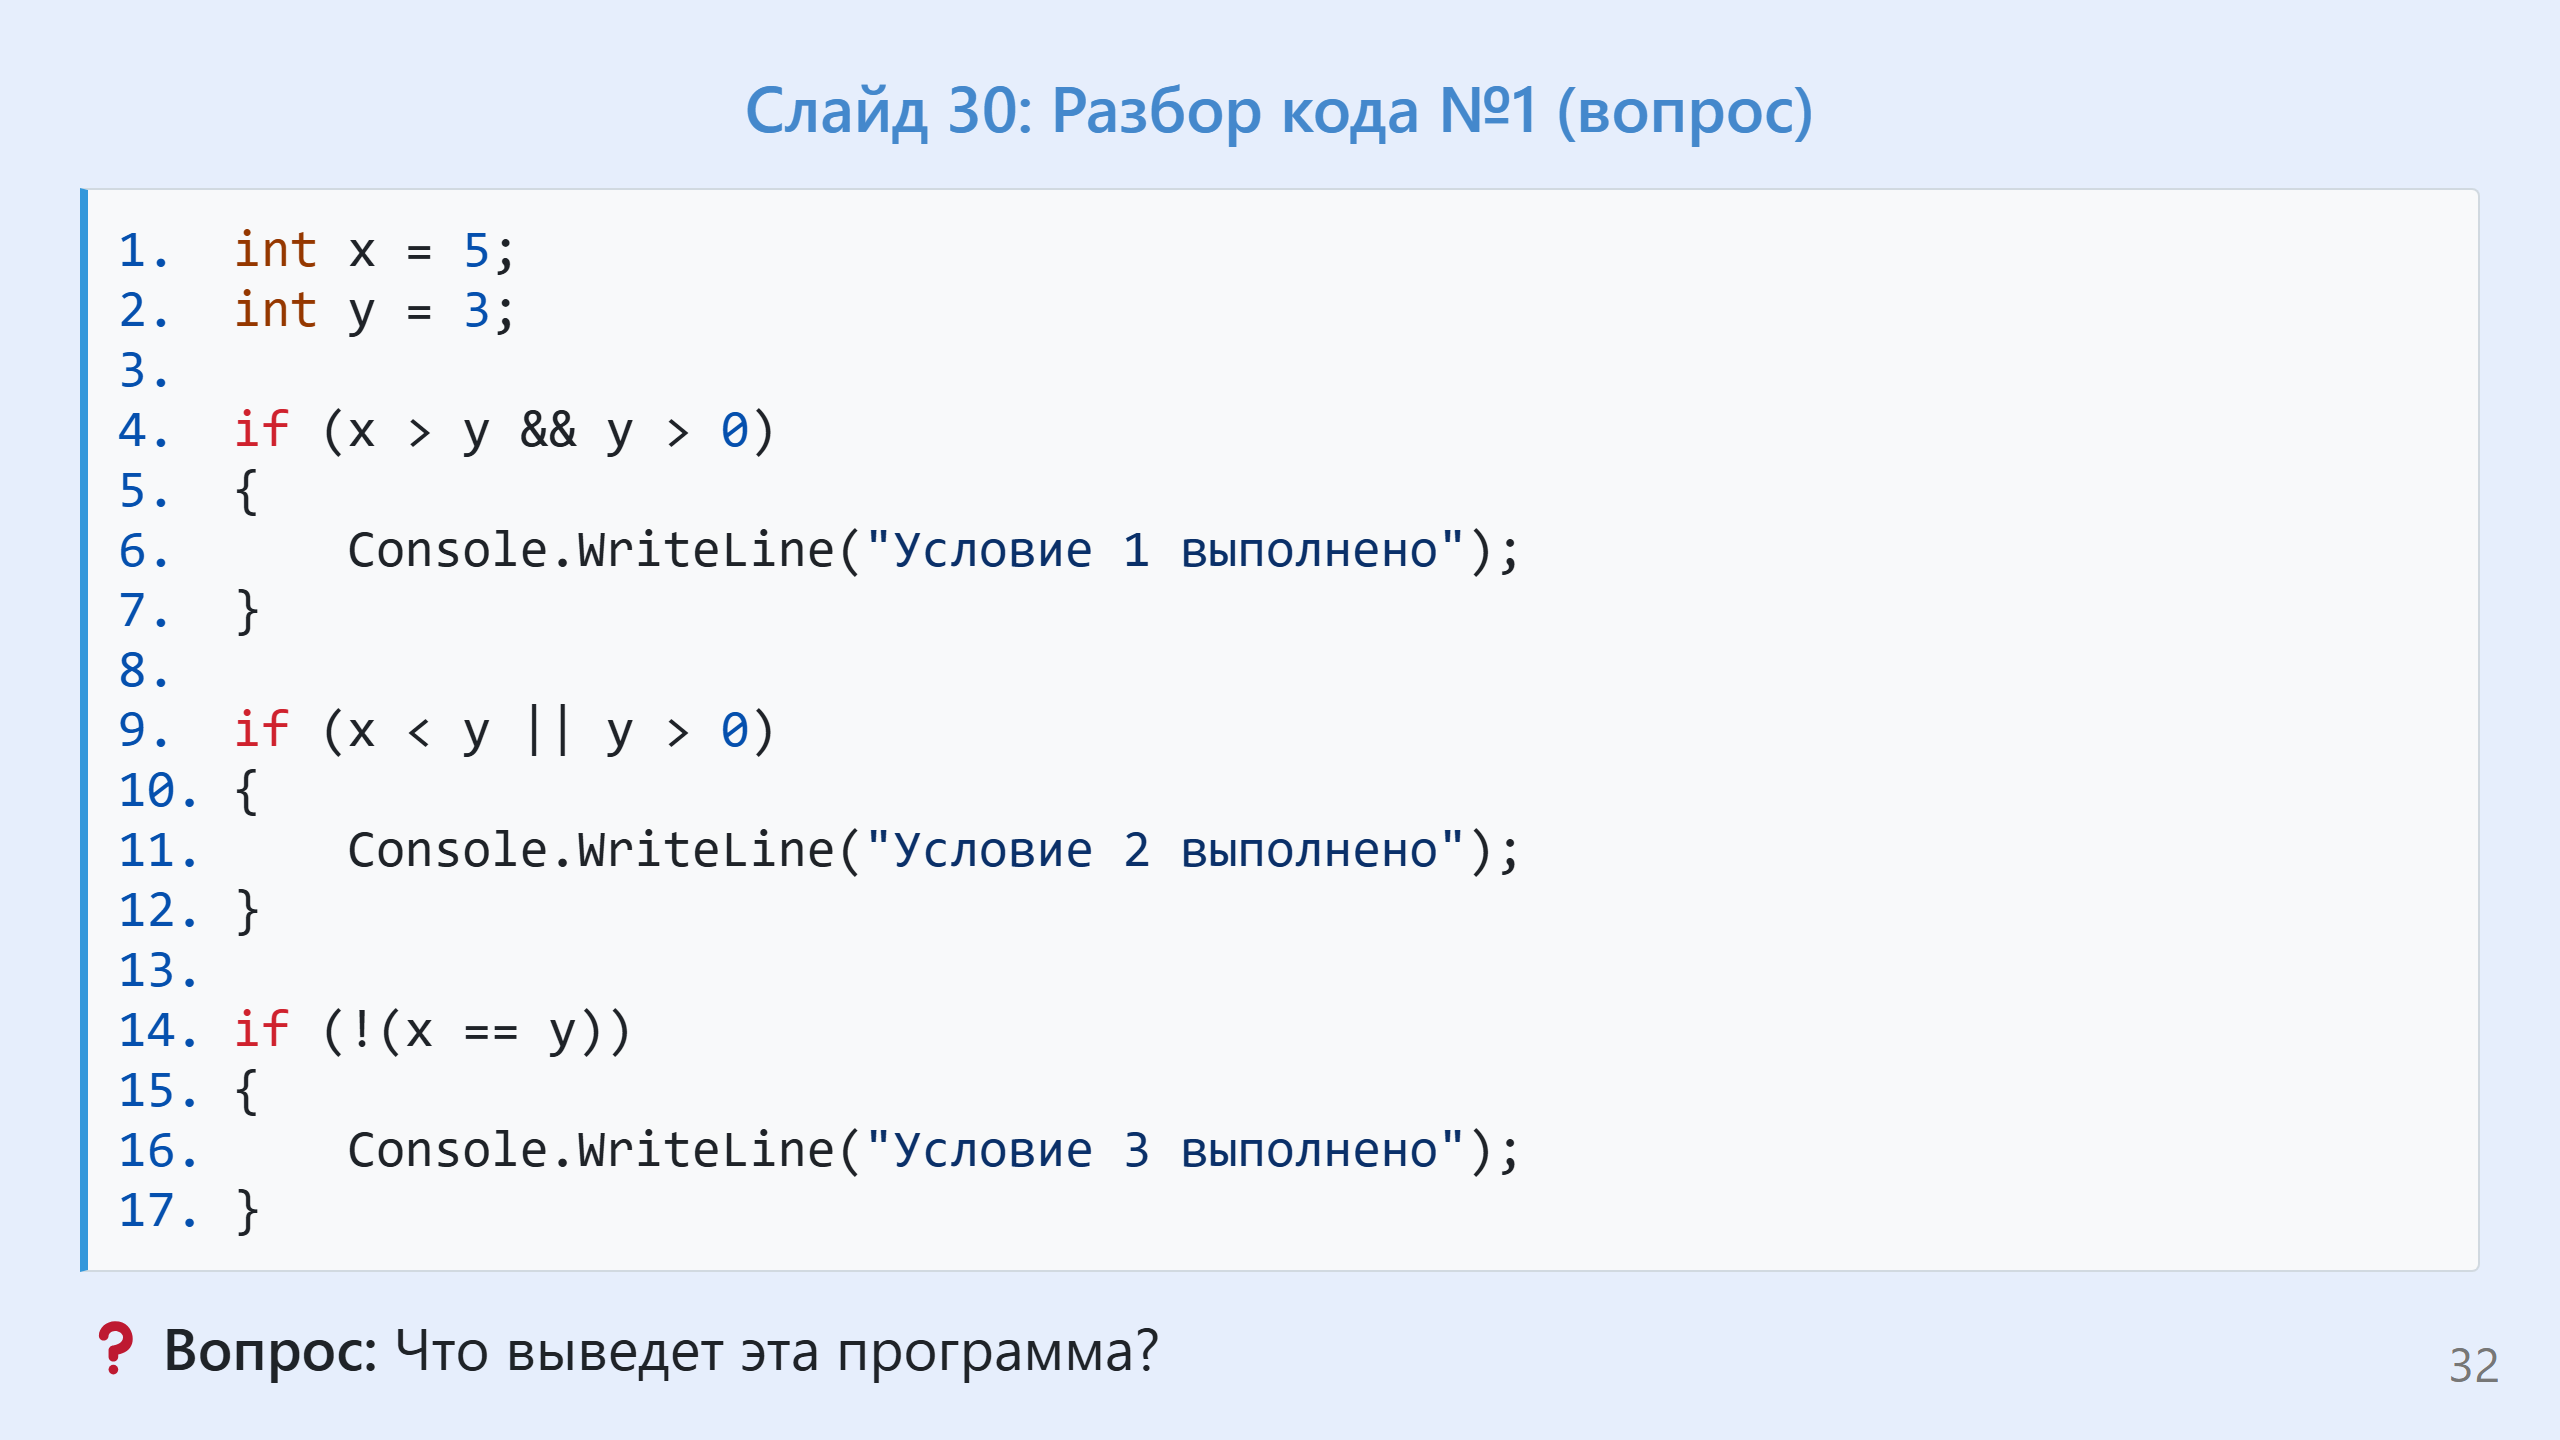 Слайд 30: Разбор кода №1 (вопрос)
1.  int x = 5;
2.  int y = 3;
3.
4.  if (x > y && y > 0)
5.  {
6.      Console.WriteLine("Условие 1 выполнено");
7.  }
8.
9.  if (x < y || y > 0)
10. {
11.     Console.WriteLine("Условие 2 выполнено");
12. }
13.
14. if (!(x == y))
15. {
16.     Console.WriteLine("Условие 3 выполнено");
17. }
❓ Вопрос: Что выведет эта программа?
32